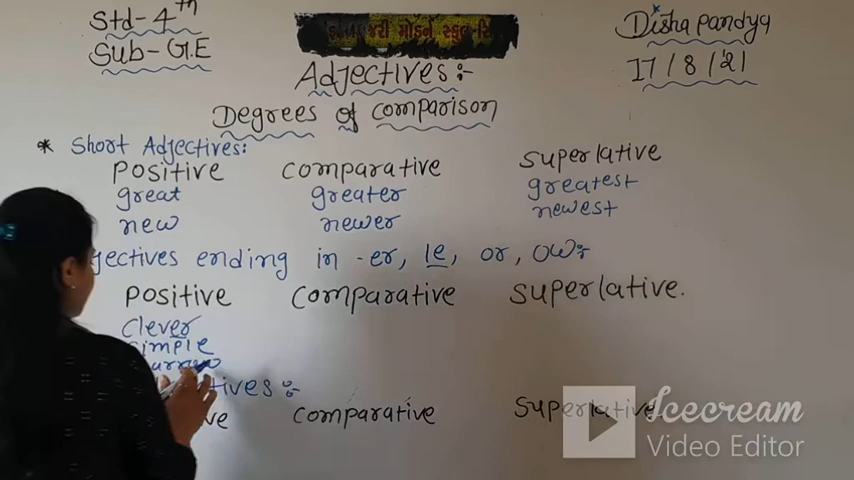 Std-4th
Sub- G.E
મોર્ડન સ્કુલ
Disha pandya
17/8/21
Adjectives:-
Degrees of comparison
* Short Adjectives:
positive comparative superlative
great greater greatest
new newer newest
jectives ending in -er, le, or, ow:
positive comparative superlative.
Clever
simple
tives:-
ve comparative superlative
Icecream
Video Editor